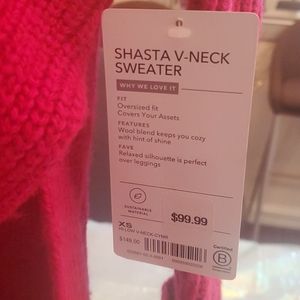 SHASTA V-NECK
SWEATER
WHY WE LOVE IT
FIT
Oversized fit
Covers Your Assets
FEATURES
Wool blend keeps you cozy
with hint of shine
FAVE
Relaxed silhouette is perfect
over leggings
SUSTAINABLE
MATERIAL
$99.99
XS
$149.00
Certified
B